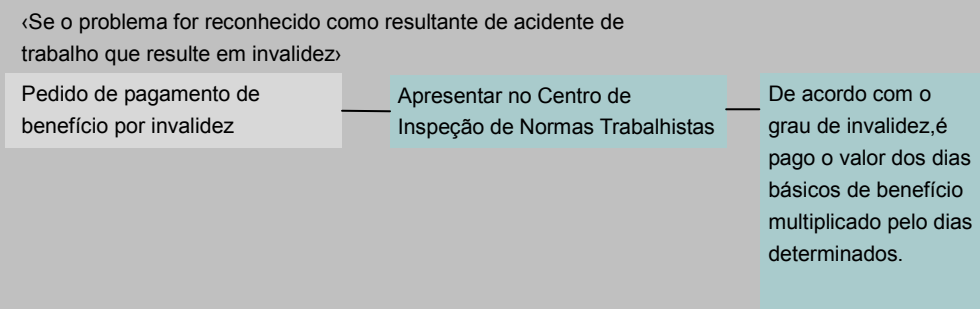 ‹Se o problema for reconhecido como resultante de acidente de
trabalho que resulte em invalidez›
Pedido de pagamento de
benefício por invalidez
Apresentar no Centro de
Inspeção de Normas Trabalhistas
De acordo com o
grau de invalidez,é
pago o valor dos dias
básicos de benefício
multiplicado pelo dias
determinados.